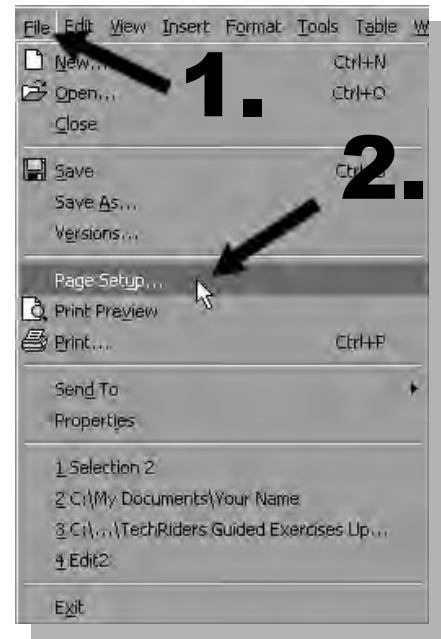 File Edit View Insert Format Tools Table W
1.
New... Ctrl+N
Open... Ctrl+O
Close
2.
Save
Save As...
Versions...
Page Setup...
Print Preview
Print... Ctrl+P
Send To
Properties
1 Selection 2
2 C:\My Documents\Your Name
3 C:\...\TechRiders Guided Exercises Up...
4 Edit2
Exit